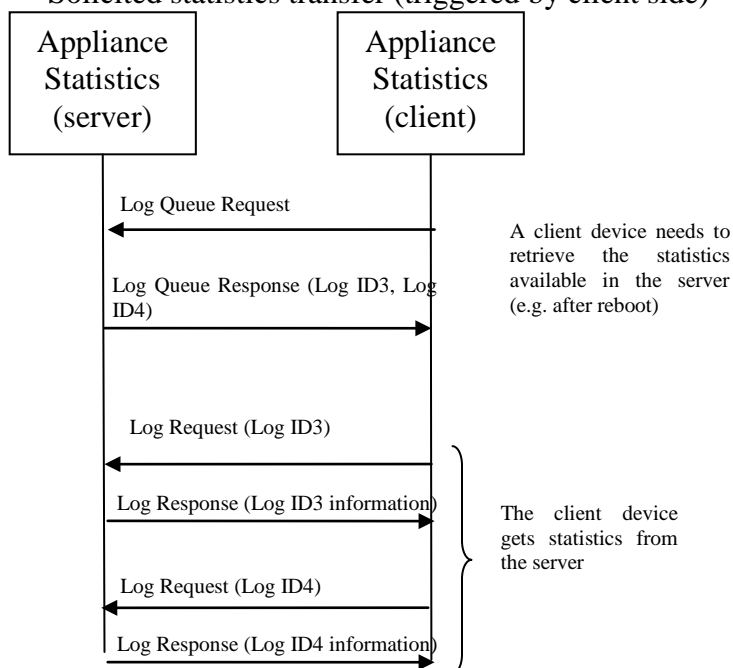 Solicited statistics transfer (triggered by client side)
Appliance
Statistics
(server)
Appliance
Statistics
(client)
Log Queue Request
A client device needs to
retrieve the statistics
available in the server
(e.g. after reboot)
Log Queue Response (Log ID3, Log
ID4)
Log Request (Log ID3)
Log Response (Log ID3 information)
The client device
gets statistics from
the server
Log Request (Log ID4)
Log Response (Log ID4 information)